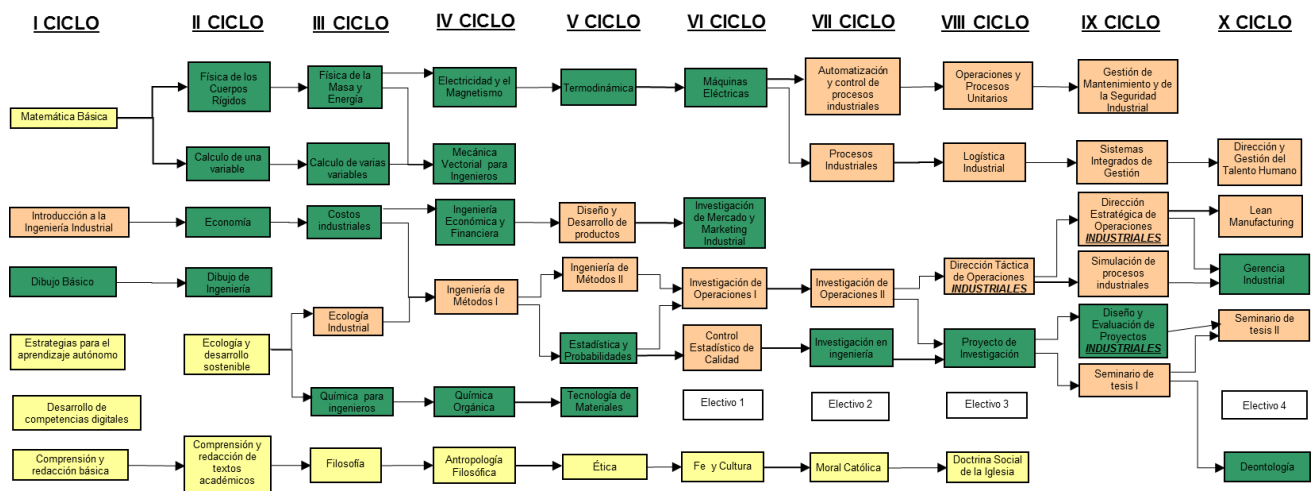 I CICLO
II CICLO
III CICLO
IV CICLO
V CICLO
VI CICLO
VII CICLO
VIII CICLO
IX CICLO
X CICLO
Matemática Básica
Introducción a la
Ingeniería Industrial
Dibujo Básico
Estrategias para el
aprendizaje autónomo
Desarrollo de
competencias digitales
Comprensión y
redacción básica
Física de los
Cuerpos
Rígidos
Calculo de una
variable
Economía
Dibujo de
Ingeniería
Ecología y
desarrollo
sostenible
Comprensión y
redacción de
textos
académicos
Física de la
Masa y
Energía
Calculo de varias
variables
Costos
industriales
Ecología
Industrial
Química para
ingenieros
Filosofía
Electricidad y el
Magnetismo
Mecánica
Vectorial para
Ingenieros
Ingeniería
Económica y
Financiera
Ingeniería de
Métodos I
Química
Orgánica
Antropología
Filosófica
Termodinámica
Diseño y
Desarrollo de
productos
Ingeniería de
Métodos II
Estadística y
Probabilidades
Tecnología de
Materiales
Ética
Máquinas
Eléctricas
Investigación
de Mercado y
Marketing
Industrial
Investigación de
Operaciones I
Control
Estadístico de
Calidad
Electivo 1
Fe y Cultura
Automatización
y control de
procesos
industriales
Procesos
Industriales
Investigación de
Operaciones II
Investigación en
ingeniería
Electivo 2
Moral Católica
Operaciones y
Procesos
Unitarios
Logística
Industrial
Dirección Táctica
de Operaciones
INDUSTRIALES
Proyecto de
Investigación
Electivo 3
Doctrina Social
de la Iglesia
Gestión de
Mantenimiento y
de la Seguridad
Industrial
Sistemas
Integrados de
Gestión
Dirección
Estratégica de
Operaciones
INDUSTRIALES
Simulación de
procesos
industriales
Diseño y
Evaluación de
Proyectos
INDUSTRIALES
Seminario
de tesis I
Dirección y
Gestión del
Talento Humano
Lean
Manufacturing
Gerencia
Industrial
Seminario de
tesis II
Electivo 4
Deontología